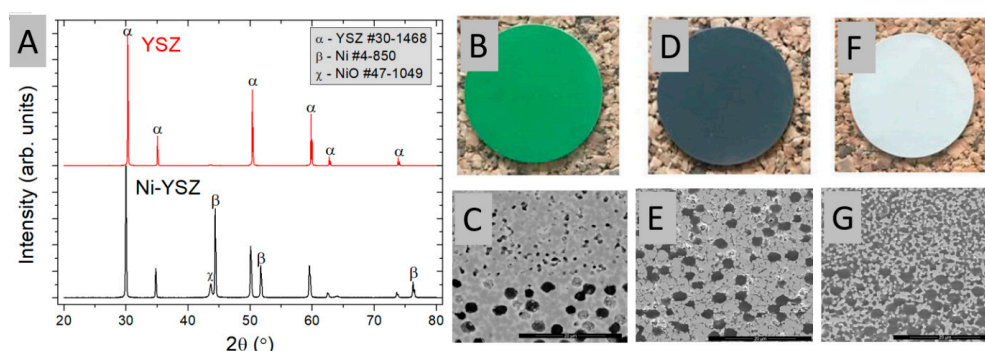 A
Intensity (arb. units)
YSZ
α - YSZ #30-1468
β - Ni #4-850
χ - NiO #47-1049
α
α
α
α
α
α
Ni-YSZ
β
χ
β
β
20 30 40 50 60 70 80
2θ (°)
B
D
F
C
E
G